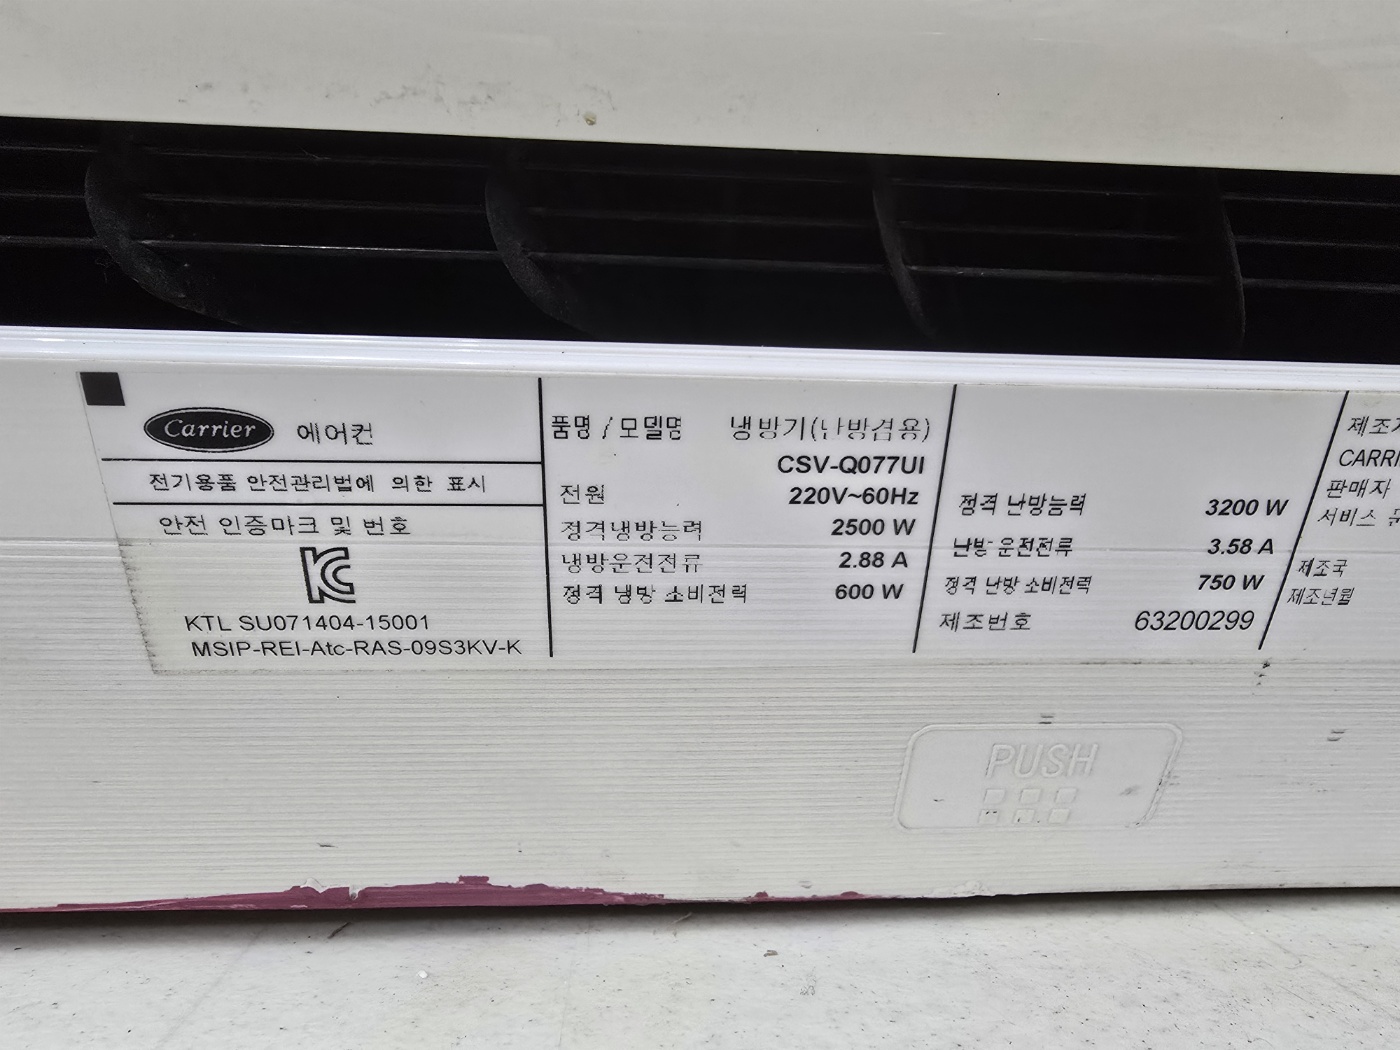 Carrier 에어컨
전기용품 안전관리법에 의한 표시
안전 인증마크 및 번호
KTL SU071404-15001
MSIP-REI-Atc-RAS-09S3KV-K
품명 / 모델명 냉방기(난방겸용)
CSV-Q077UI
전원 220V~60Hz
정격냉방능력 2500 W
냉방운전전류 2.88 A
정격 냉방 소비전력 600 W
정격 난방능력 3200 W
난방 운전전류 3.58 A
정격 난방 소비전력 750 W
제조번호 63200299
CARRI
판매자
서비스
제조국
제조년월
PUSH